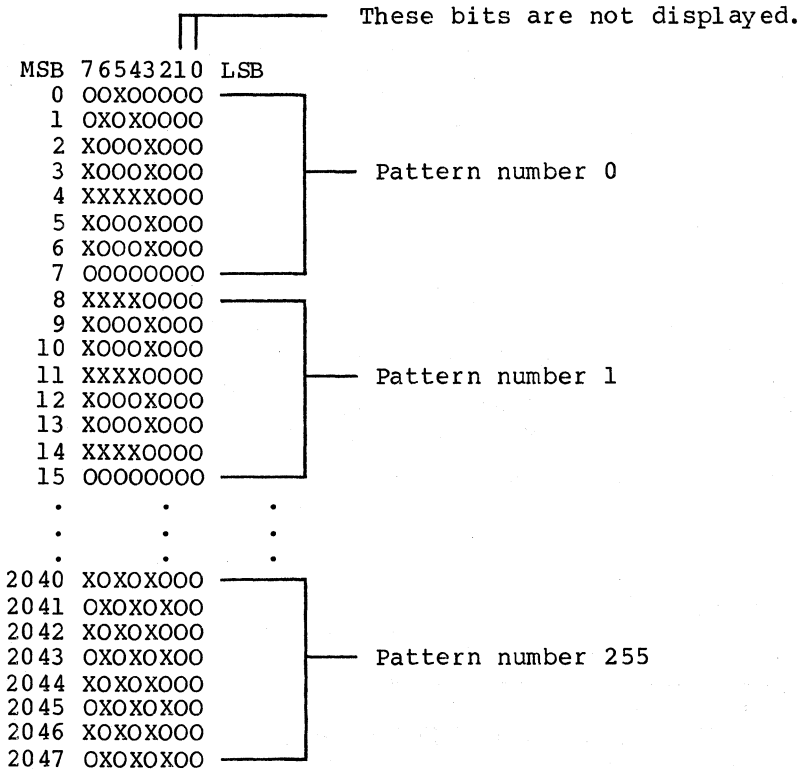 These bits are not displayed.
MSB 76543210 LSB
0 OOXOOOOO
1 OXOXOOOO
2 XOOOXOOO
3 XOOOXOOO Pattern number 0
4 XXXXXOOO
5 XOOOXOOO
6 XOOOXOOO
7 OOOOOOOO
8 XXXXOOOO
9 XOOOXOOO
10 XOOOXOOO
11 XXXXOOOO Pattern number 1
12 XOOOXOOO
13 XOOOXOOO
14 XXXXOOOO
15 OOOOOOOO
. . .
. . .
. . .
2040 XOXOXOOO
2041 OXOXOXOO
2042 XOXOXOOO
2043 OXOXOXOO Pattern number 255
2044 XOXOXOOO
2045 OXOXOXOO
2046 XOXOXOOO
2047 OXOXOXOO